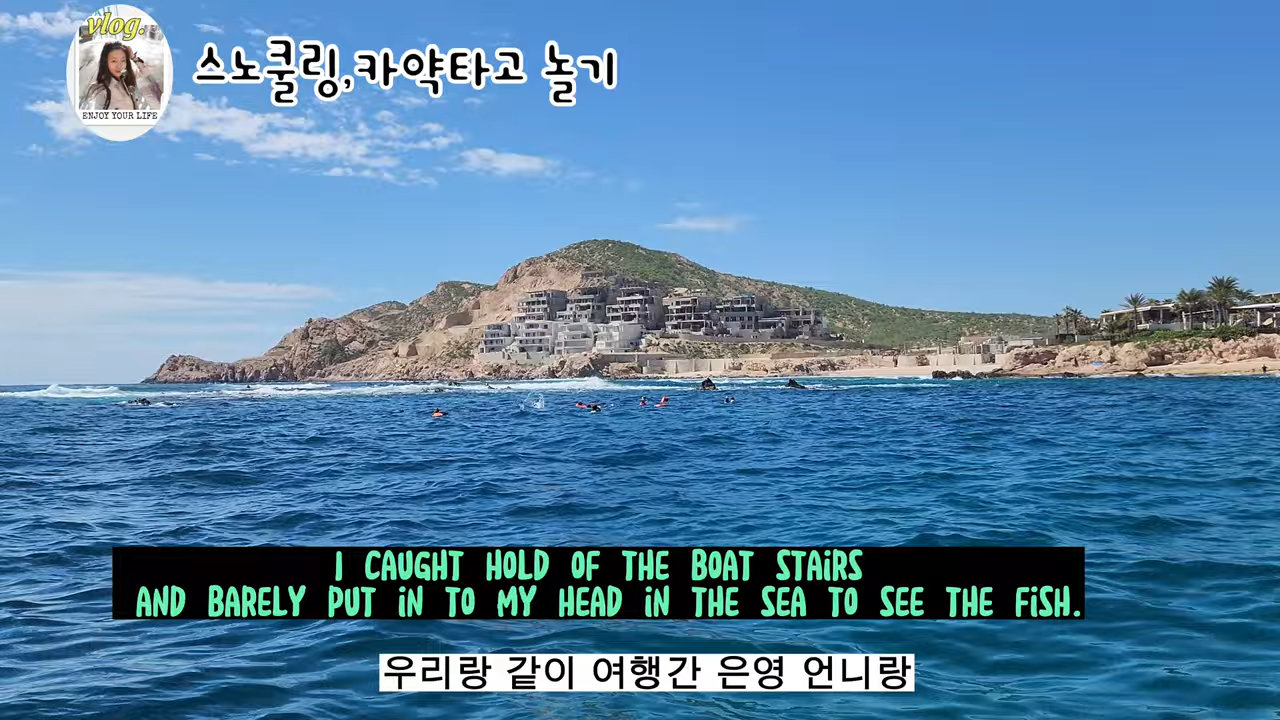 vlog.
ENJOY YOUR LIFE
스노쿨링,카약타고 놀기
I CAUGHT HOLD OF THE BOAT STAIRS
AND BARELY PUT IN TO MY HEAD IN THE SEA TO SEE THE FISH.
우리랑 같이 여행간 은영 언니랑